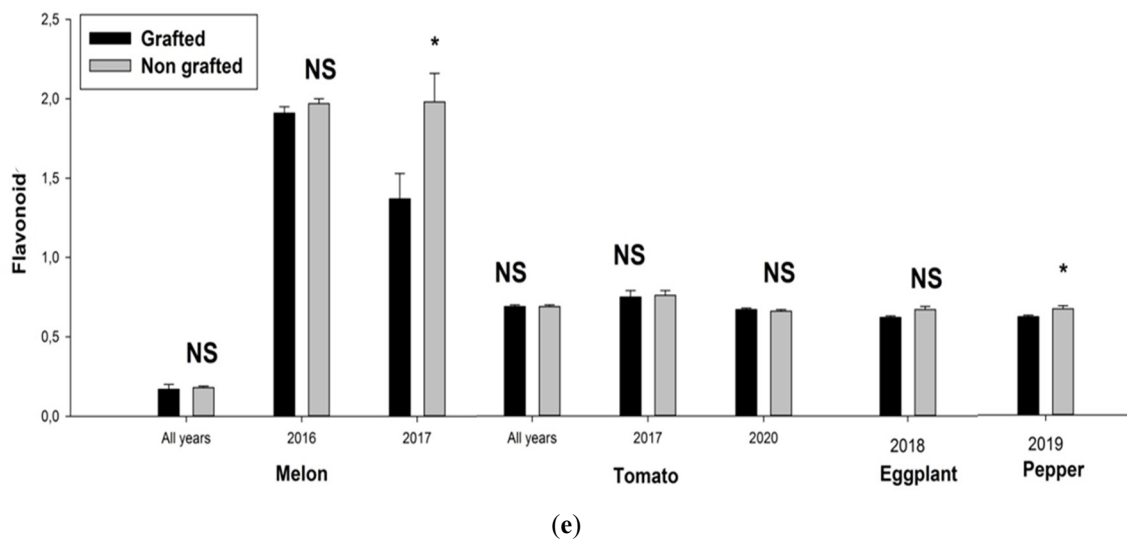 2,5
2,0
1,5
1,0
0,5
0,0
Flavonoid
Grafted
Non grafted
NS
NS
*
NS
NS
NS
NS
*
All years
2016
2017
All years
2017
2020
2018
2019
Melon
Tomato
Eggplant
Pepper
(e)